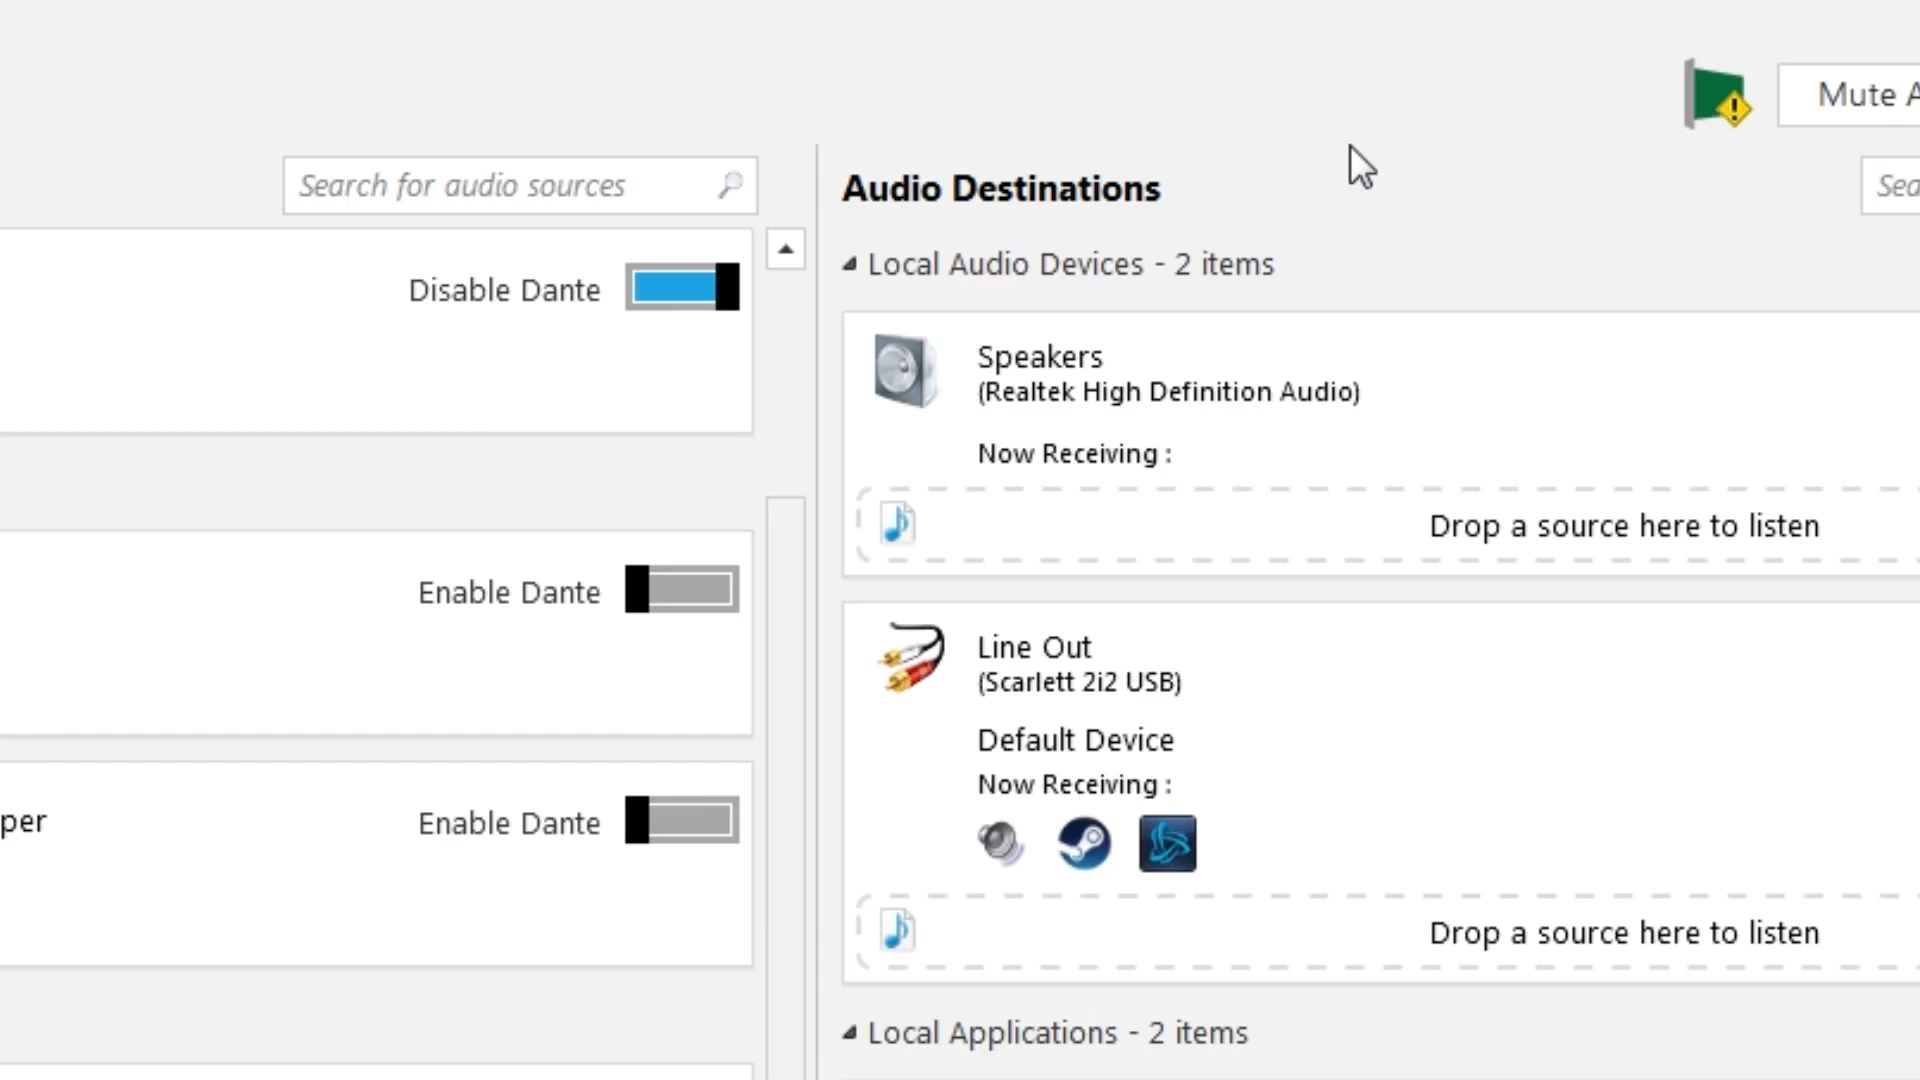 Mute A
Search for audio sources
Audio Destinations
Sea
Local Audio Devices - 2 items
Disable Dante
Speakers
(Realtek High Definition Audio)
Now Receiving :
Drop a source here to listen
Enable Dante
Line Out
(Scarlett 2i2 USB)
Default Device
Now Receiving :
per
Enable Dante
Drop a source here to listen
Local Applications - 2 items